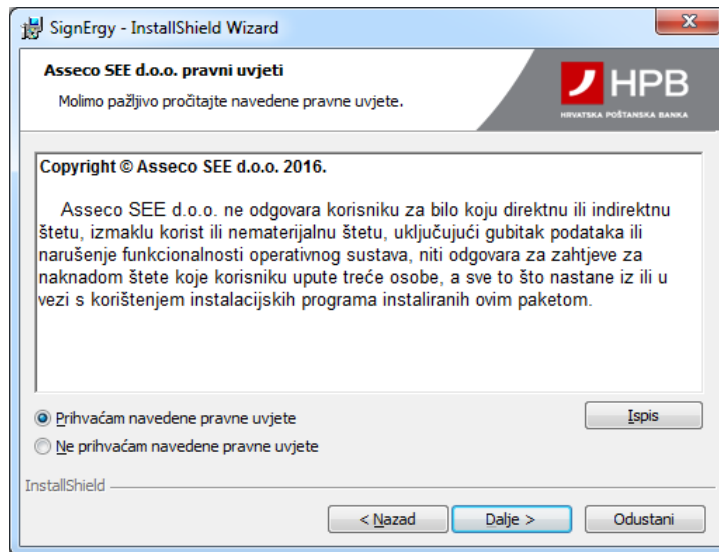 SignErgy - InstallShield Wizard
Asseco SEE d.o.o. pravni uvjeti
Molimo pažljivo pročitajte navedene pravne uvjete.
HPB
HRVATSKA POŠTANSKA BANKA
Copyright © Asseco SEE d.o.o. 2016.
Asseco SEE d.o.o. ne odgovara korisniku za bilo koju direktnu ili indirektnu
štetu, izmaklu korist ili nematerijalnu štetu, uključujući gubitak podataka ili
narušenje funkcionalnosti operativnog sustava, niti odgovara za zahtjeve za
naknadom štete koje korisniku upute treće osobe, a sve to što nastane iz ili u
vezi s korištenjem instalacijskih programa instaliranih ovim paketom.
Prihvaćam navedene pravne uvjete
Ispis
Ne prihvaćam navedene pravne uvjete
InstallShield
< Nazad
Dalje >
Odustani